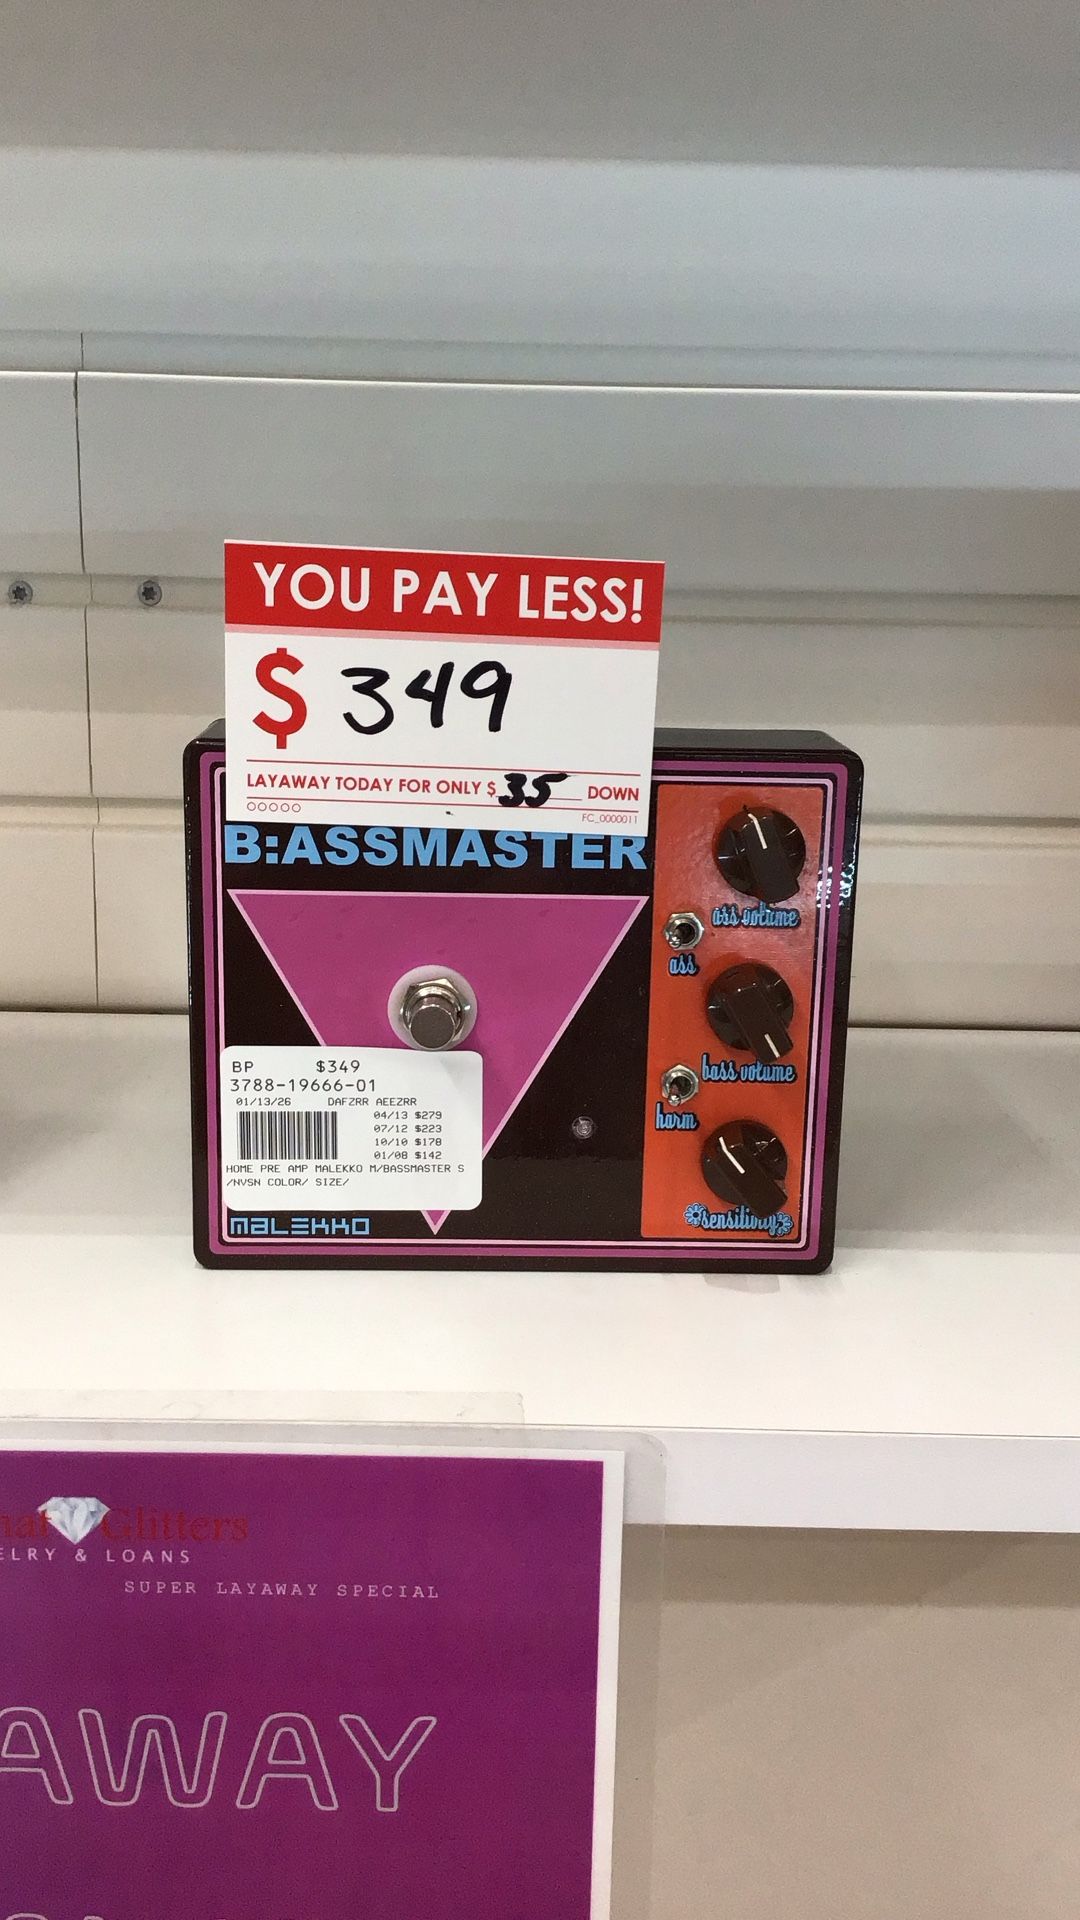 YOU PAY LESS!
$ 349
LAYAWAY TODAY FOR ONLY $ 35 DOWN
FC_0000011
B:ASSMASTER
ass volume
ass
bass volume
harm
sensitivity
BP $349
3788-19666-01
01/13/26 DAFZRR AEEZRR
04/13 $279
07/12 $223
10/10 $178
01/08 $142
HOME PRE AMP MALEKKO M/BASSMASTER S
/NVSN COLOR/ SIZE/
MALEKKO
hat Glitters
ELRY & LOANS
SUPER LAYAWAY SPECIAL
AWAY